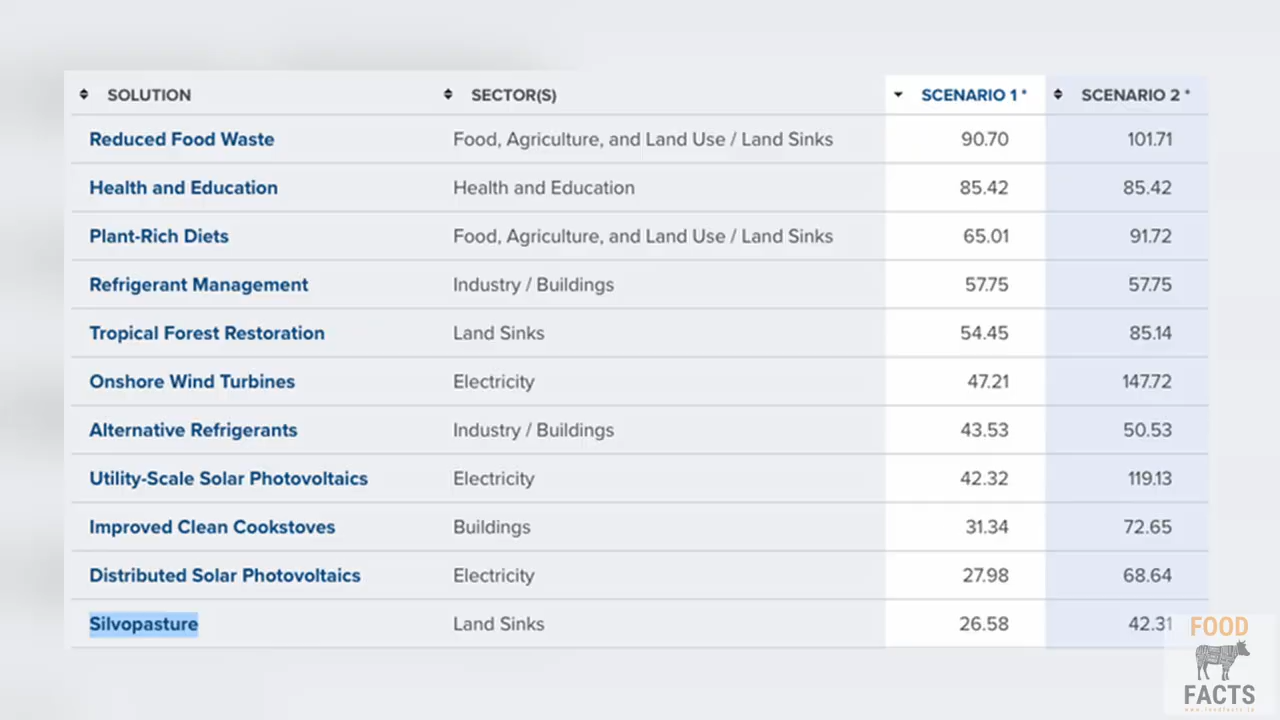 SOLUTION SECTOR(S) SCENARIO 1 * SCENARIO 2 *
Reduced Food Waste Food, Agriculture, and Land Use / Land Sinks 90.70 101.71
Health and Education Health and Education 85.42 85.42
Plant-Rich Diets Food, Agriculture, and Land Use / Land Sinks 65.01 91.72
Refrigerant Management Industry / Buildings 57.75 57.75
Tropical Forest Restoration Land Sinks 54.45 85.14
Onshore Wind Turbines Electricity 47.21 147.72
Alternative Refrigerants Industry / Buildings 43.53 50.53
Utility-Scale Solar Photovoltaics Electricity 42.32 119.13
Improved Clean Cookstoves Buildings 31.34 72.65
Distributed Solar Photovoltaics Electricity 27.98 68.64
Silvopasture Land Sinks 26.58 42.31
FOOD
FACTS